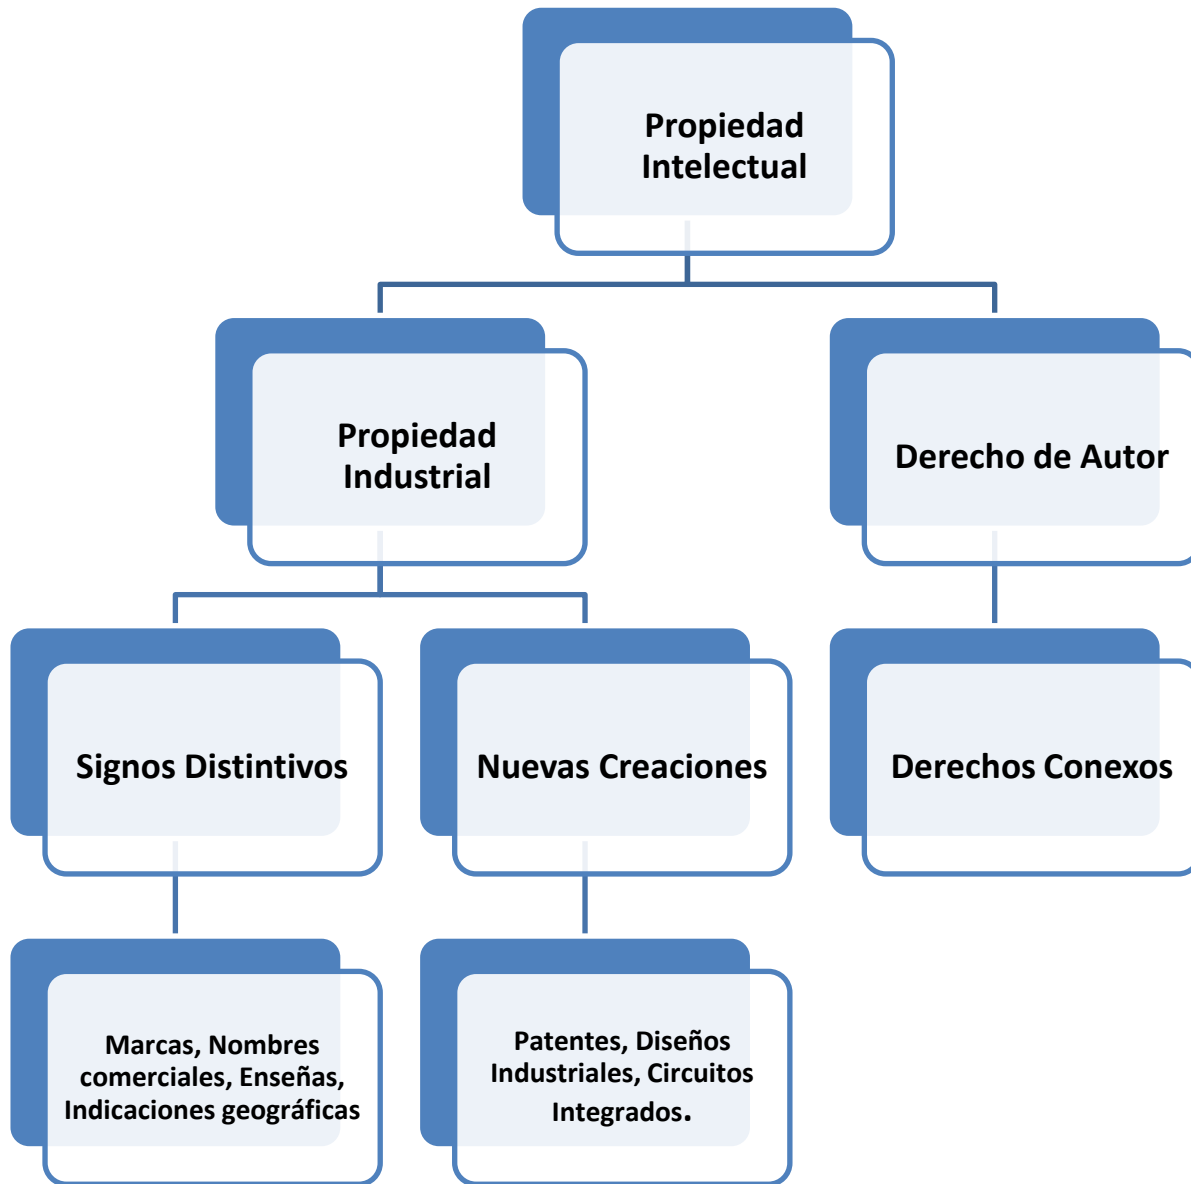 Propiedad
Intelectual
Propiedad
Industrial
Derecho de Autor
Signos Distintivos
Nuevas Creaciones
Derechos Conexos
Marcas, Nombres
comerciales, Enseñas,
Indicaciones geográficas
Patentes, Diseños
Industriales, Circuitos
Integrados.